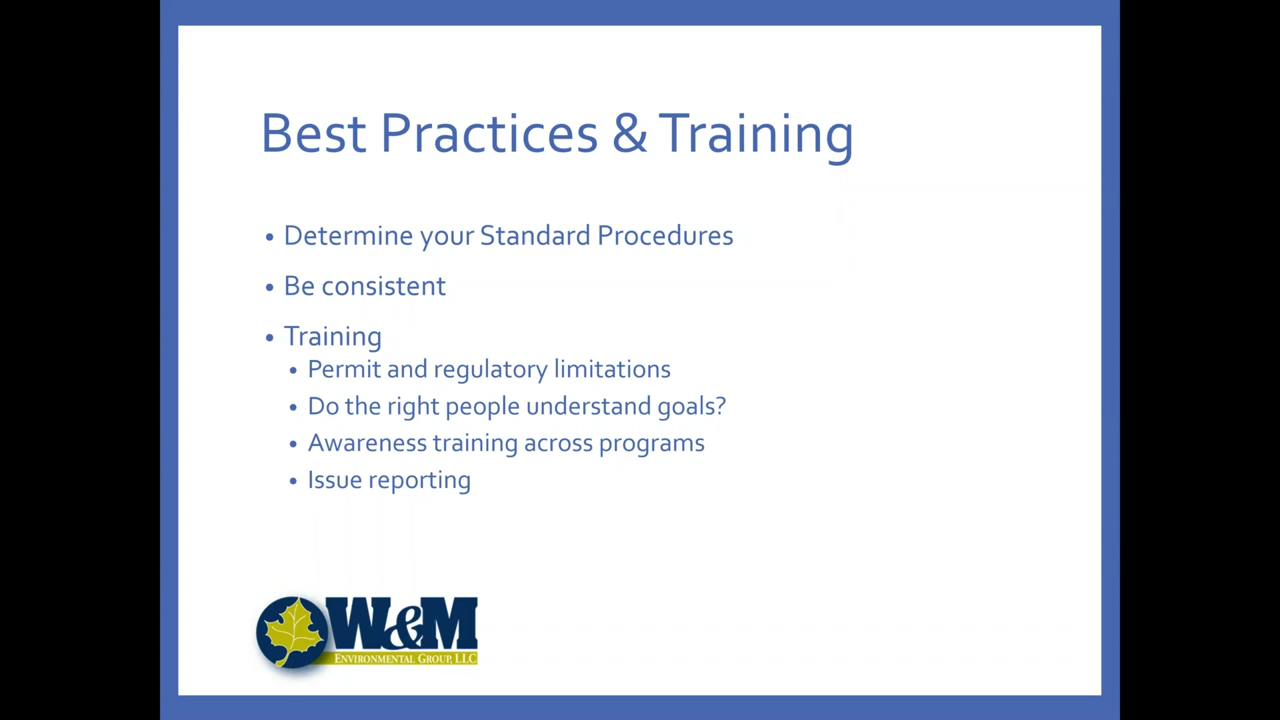 Best Practices & Training
• Determine your Standard Procedures
• Be consistent
• Training
• Permit and regulatory limitations
• Do the right people understand goals?
• Awareness training across programs
• Issue reporting
W&M
ENVIRONMENTAL GROUP, LLC